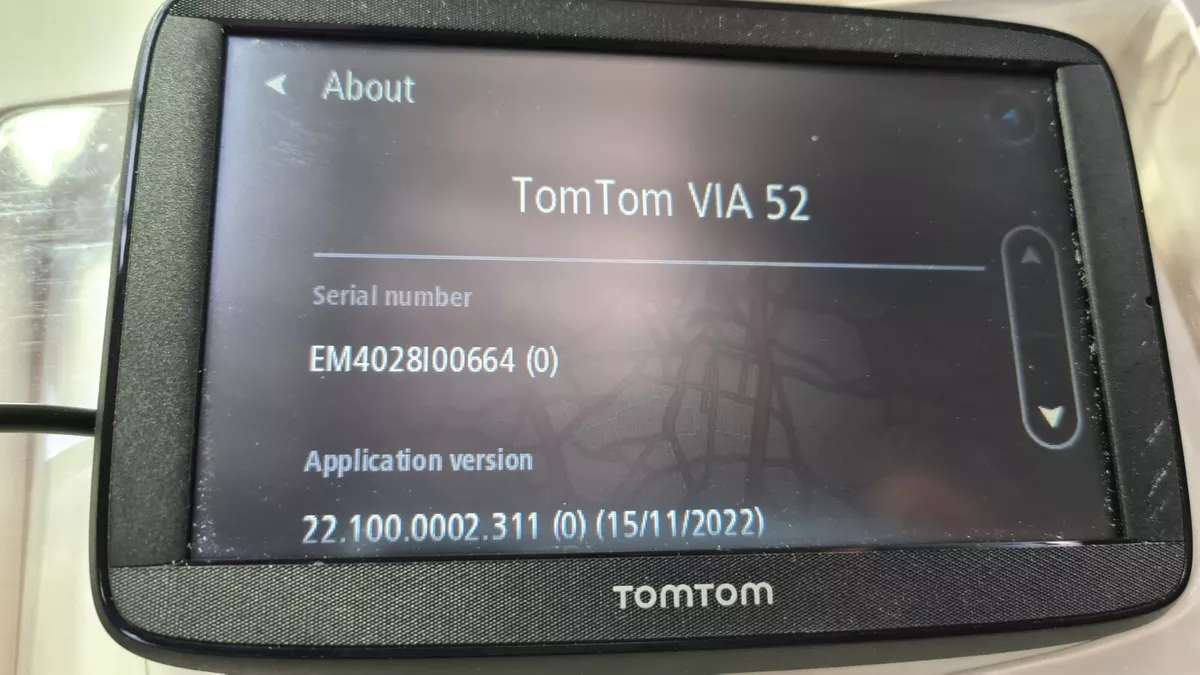 About
TomTom VIA 52
Serial number
EM4028I00664 (0)
Application version
22.100.0002.311 (0) (15/11/2022)
TOMTOM